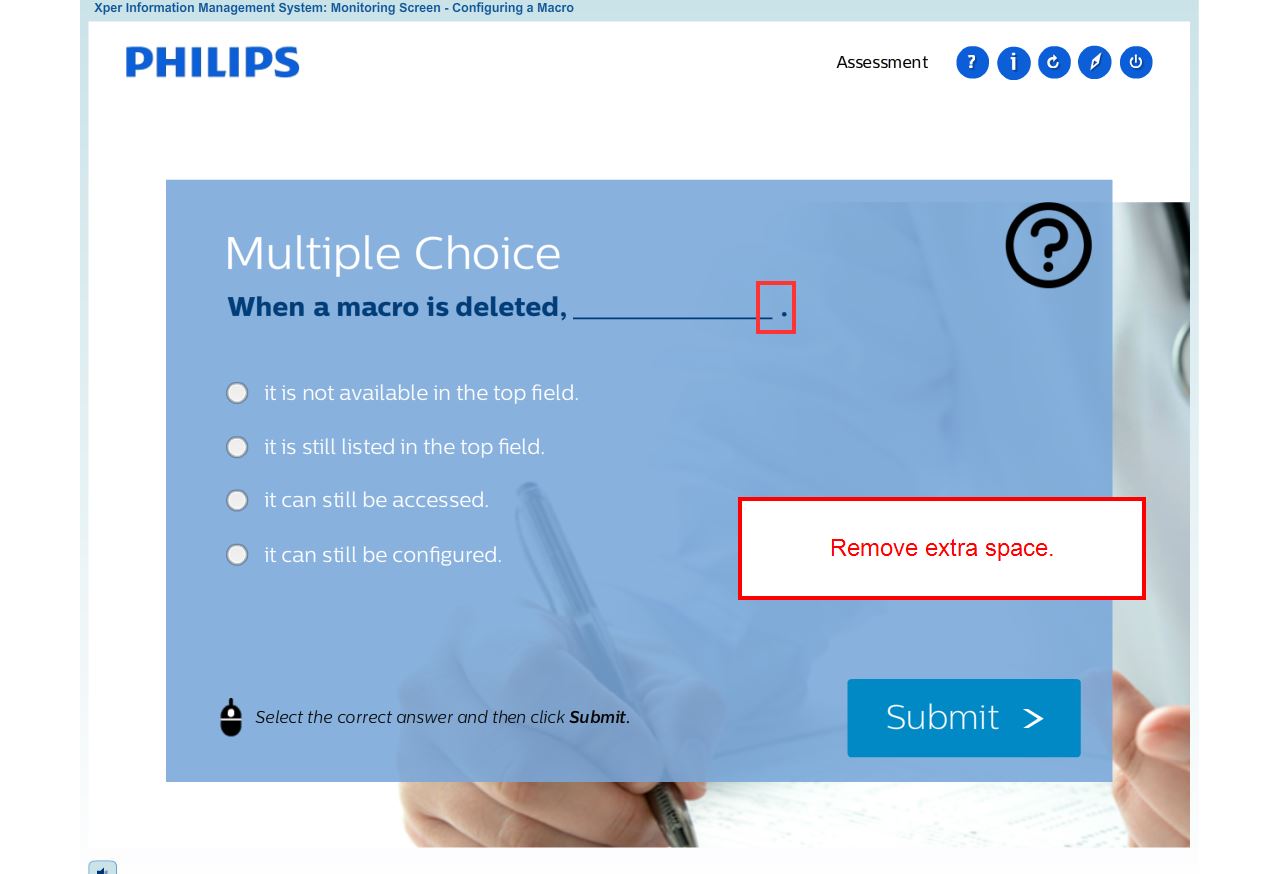 Xper Information Management System: Monitoring Screen - Configuring a Macro
PHILIPS
Assessment
Multiple Choice
When a macro is deleted, ______________ .
it is not available in the top field.
it is still listed in the top field.
it can still be accessed.
it can still be configured.
Remove extra space.
Select the correct answer and then click Submit.
Submit >